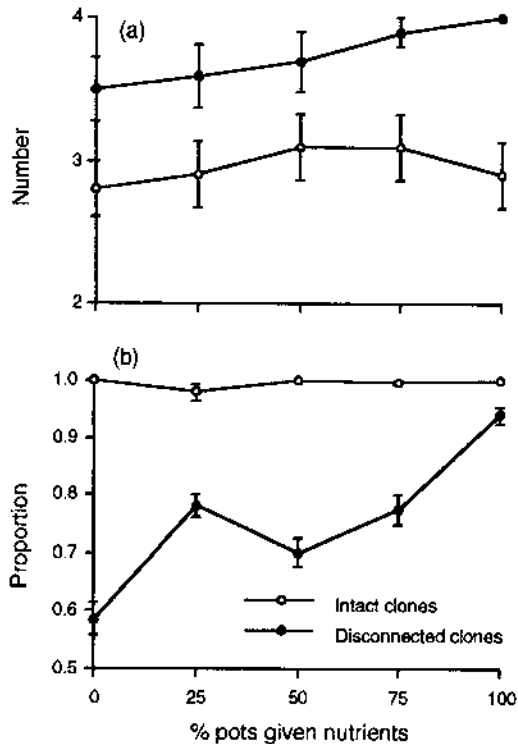 (a)
4
3
2
Number
(b)
1.0
0.9
0.8
0.7
0.6
0.5
Proportion
Intact clones
Disconnected clones
0 25 50 75 100
% pots given nutrients